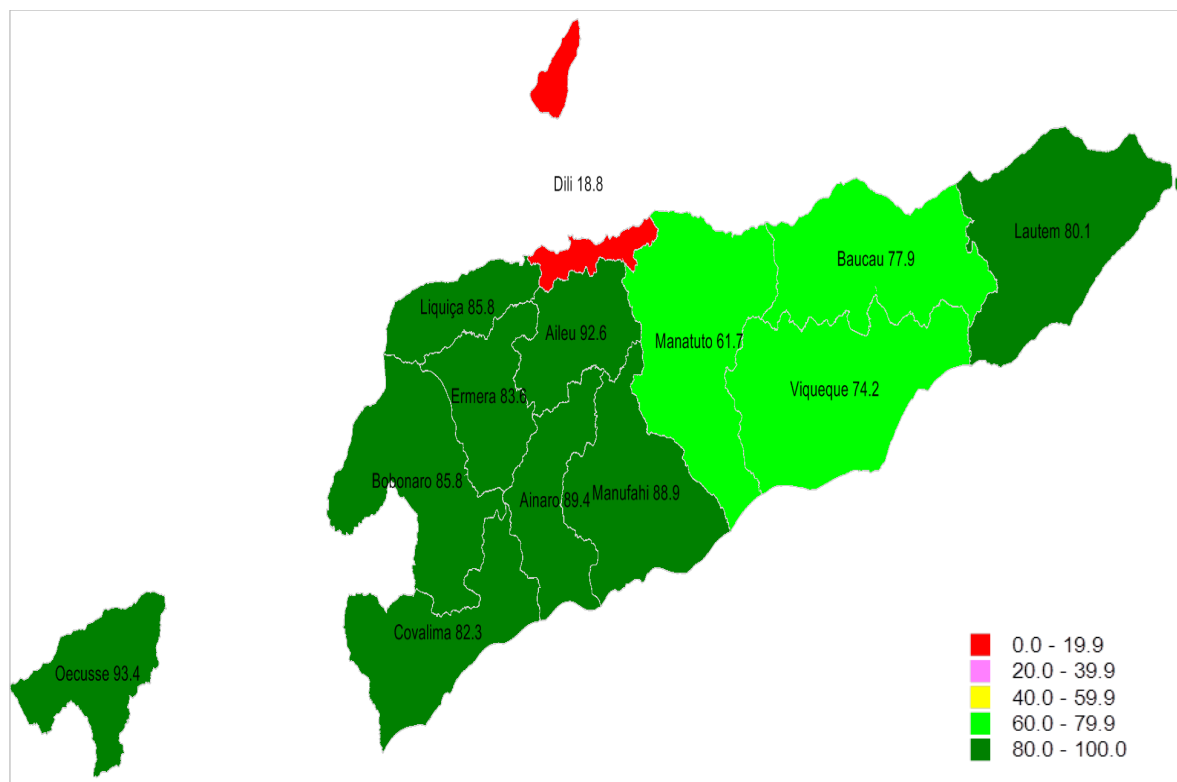 Dili 18.8
Lautem 80.1
Baucau 77.9
Liquiça 85.8
Aileu 92.6
Manatuto 61.7
Ermera 83.6
Viqueque 74.2
Bobonaro 85.8
Ainaro 89.4
Manufahi 88.9
Covalima 82.3
Oecusse 93.4
0.0 - 19.9
20.0 - 39.9
40.0 - 59.9
60.0 - 79.9
80.0 - 100.0